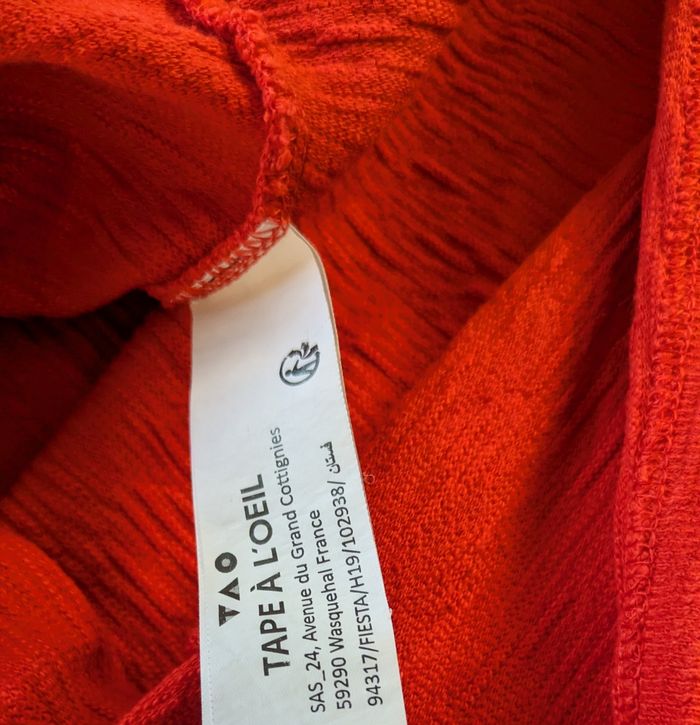 TAO
TAPE À L'OEIL
SAS_24, Avenue du Grand Cottignies
59290 Wasquehal France
94317/FIESTA/H19/102938/ فستان